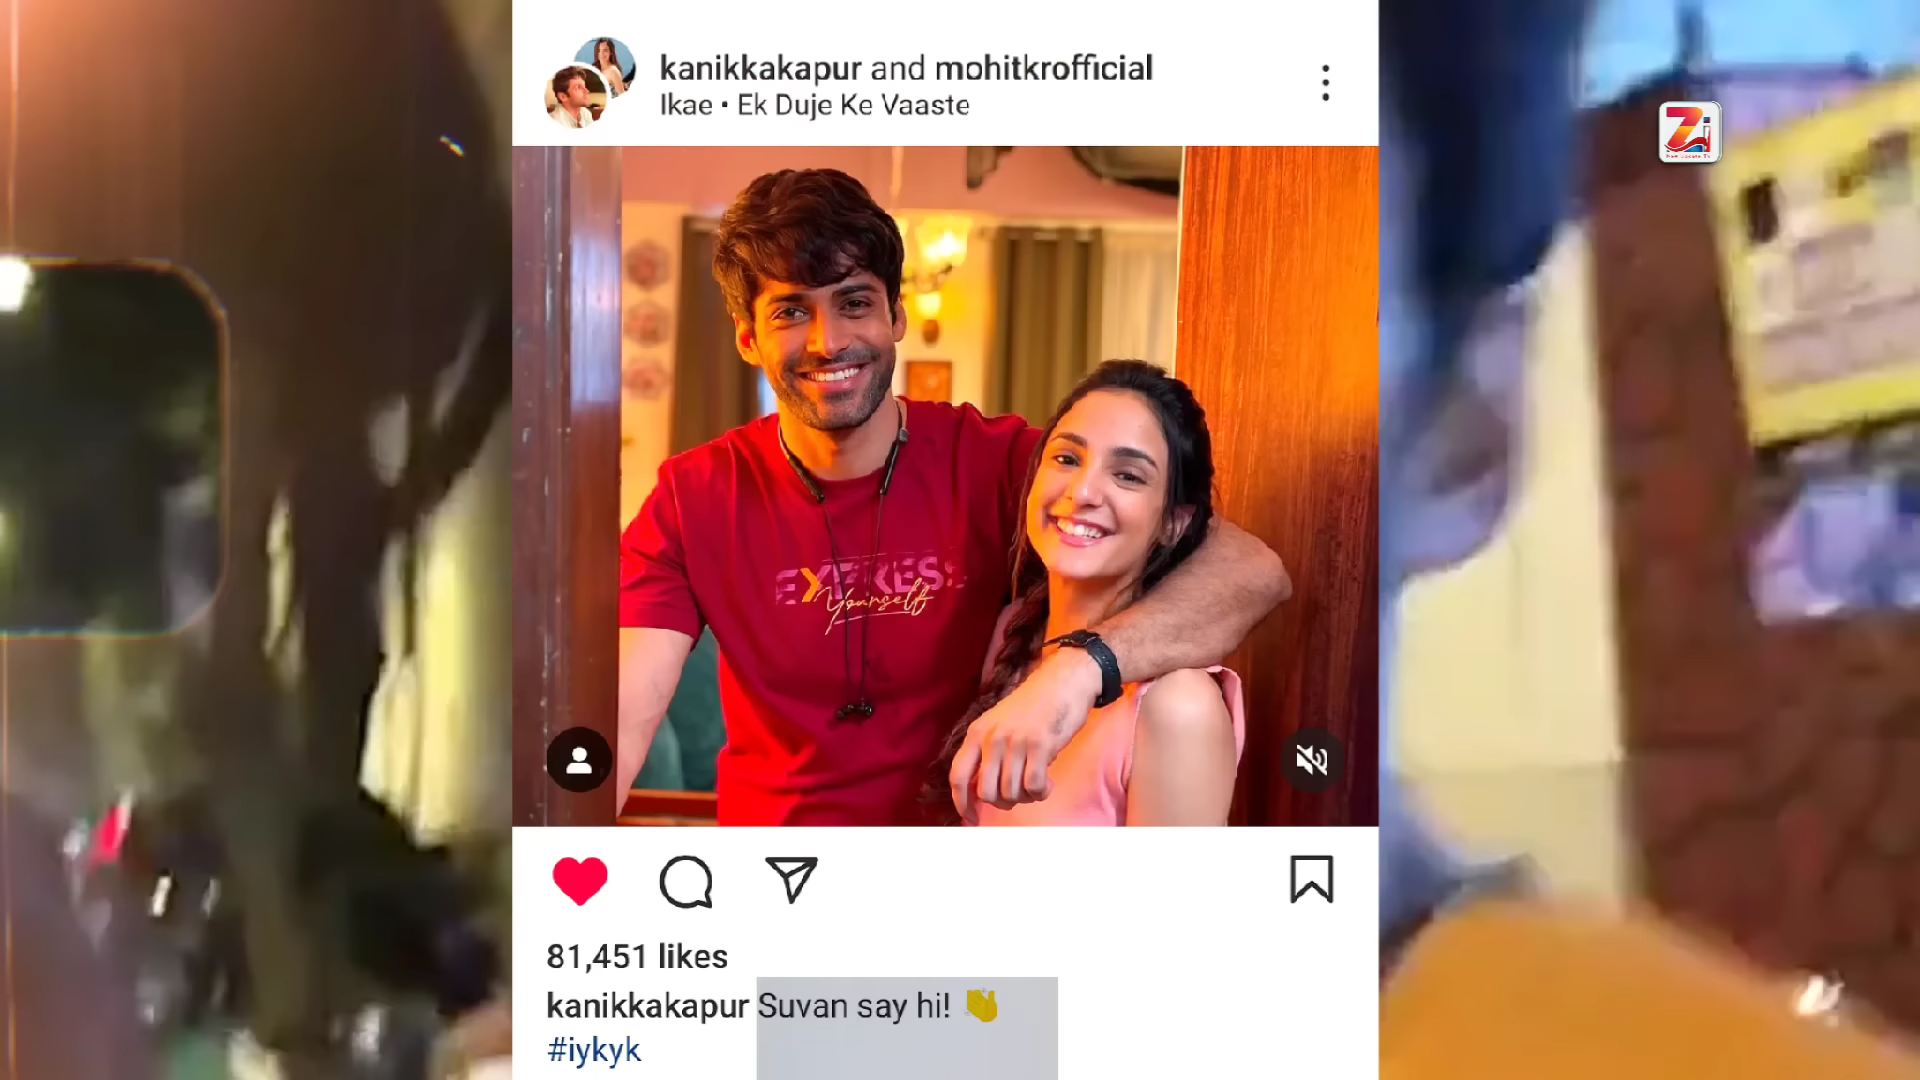 kanikkakapur and mohitkrofficial
Ikae • Ek Duje Ke Vaaste
EXPRESS
Yourself
81,451 likes
kanikkakapur Suvan say hi! 👋
#iykyk